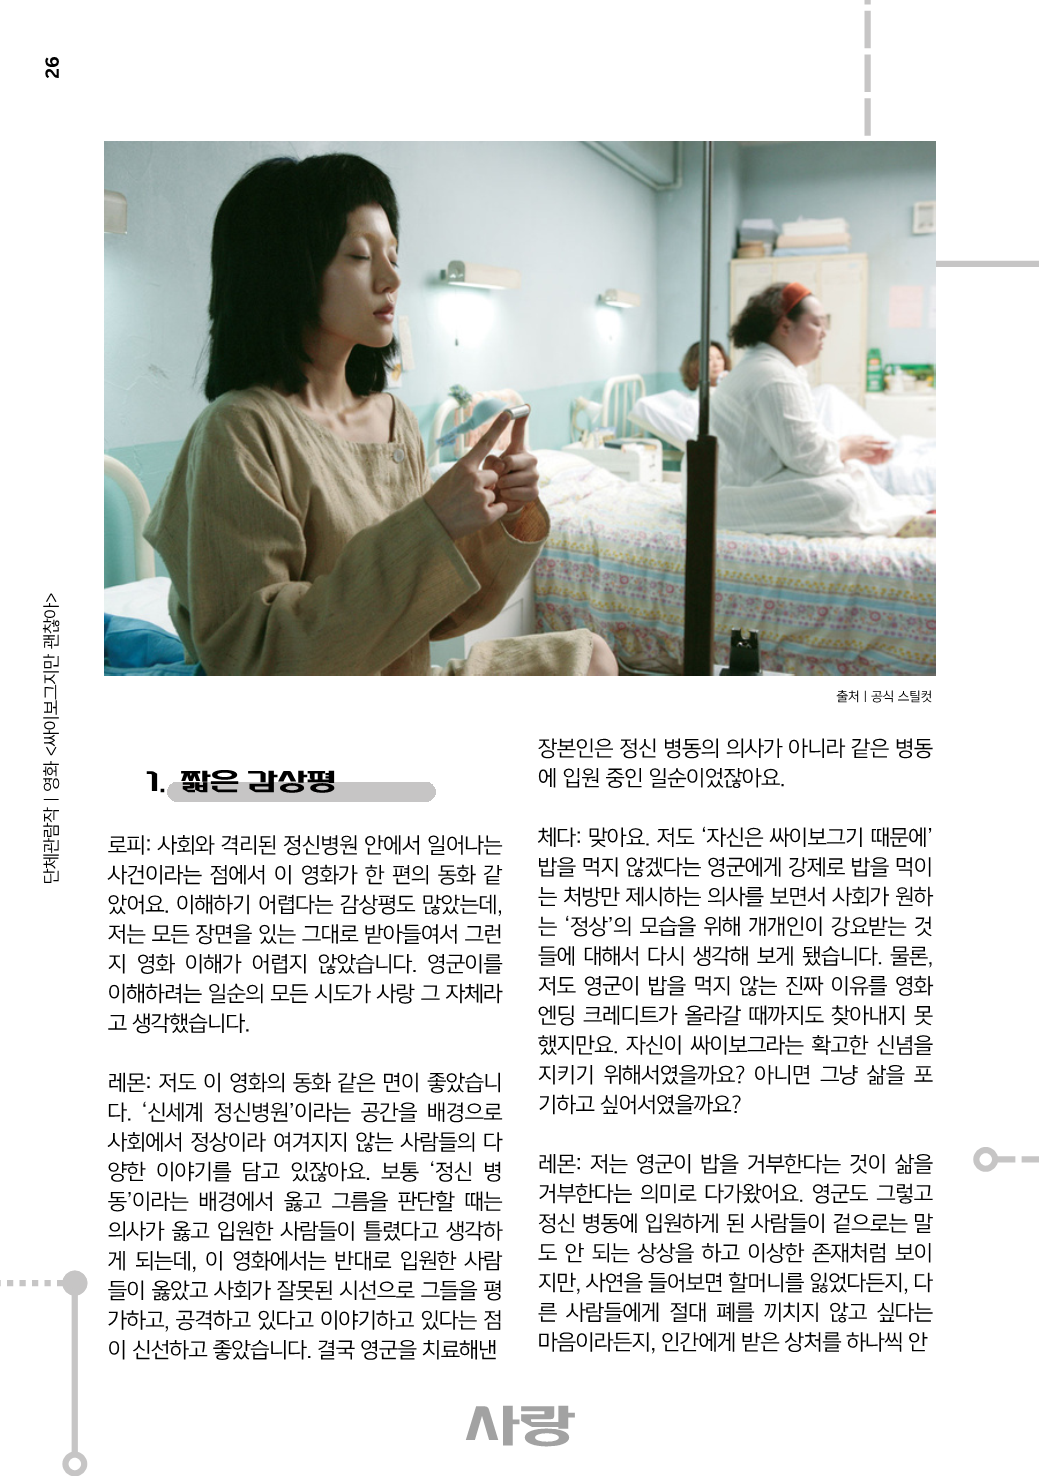 26
단체관람작 | 영화 <싸이보그지만 괜찮아>
출처 | 공식 스틸컷
1. 짧은 감상평
로피: 사회와 격리된 정신병원 안에서 일어나는
사건이라는 점에서 이 영화가 한 편의 동화 같
았어요. 이해하기 어렵다는 감상평도 많았는데,
저는 모든 장면을 있는 그대로 받아들여서 그런
지 영화 이해가 어렵지 않았습니다. 영군이를
이해하려는 일순의 모든 시도가 사랑 그 자체라
고 생각했습니다.
레몬: 저도 이 영화의 동화 같은 면이 좋았습니
다. ‘신세계 정신병원’이라는 공간을 배경으로
사회에서 정상이라 여겨지지 않는 사람들의 다
양한 이야기를 담고 있잖아요. 보통 ‘정신 병
동’이라는 배경에서 옳고 그름을 판단할 때는
의사가 옳고 입원한 사람들이 틀렸다고 생각하
게 되는데, 이 영화에서는 반대로 입원한 사람
들이 옳았고 사회가 잘못된 시선으로 그들을 평
가하고, 공격하고 있다고 이야기하고 있다는 점
이 신선하고 좋았습니다. 결국 영군을 치료해낸
장본인은 정신 병동의 의사가 아니라 같은 병동
에 입원 중인 일순이었잖아요.
체다: 맞아요. 저도 ‘자신은 싸이보그기 때문에’
밥을 먹지 않겠다는 영군에게 강제로 밥을 먹이
는 처방만 제시하는 의사를 보면서 사회가 원하
는 ‘정상’의 모습을 위해 개개인이 강요받는 것
들에 대해서 다시 생각해 보게 됐습니다. 물론,
저도 영군이 밥을 먹지 않는 진짜 이유를 영화
엔딩 크레디트가 올라갈 때까지도 찾아내지 못
했지만요. 자신이 싸이보그라는 확고한 신념을
지키기 위해서였을까요? 아니면 그냥 삶을 포
기하고 싶어서였을까요?
레몬: 저는 영군이 밥을 거부한다는 것이 삶을
거부한다는 의미로 다가왔어요. 영군도 그렇고
정신 병동에 입원하게 된 사람들이 겉으로는 말
도 안 되는 상상을 하고 이상한 존재처럼 보이
지만, 사연을 들어보면 할머니를 잃었다든지, 다
른 사람들에게 절대 폐를 끼치지 않고 싶다는
마음이라든지, 인간에게 받은 상처를 하나씩 안
사랑